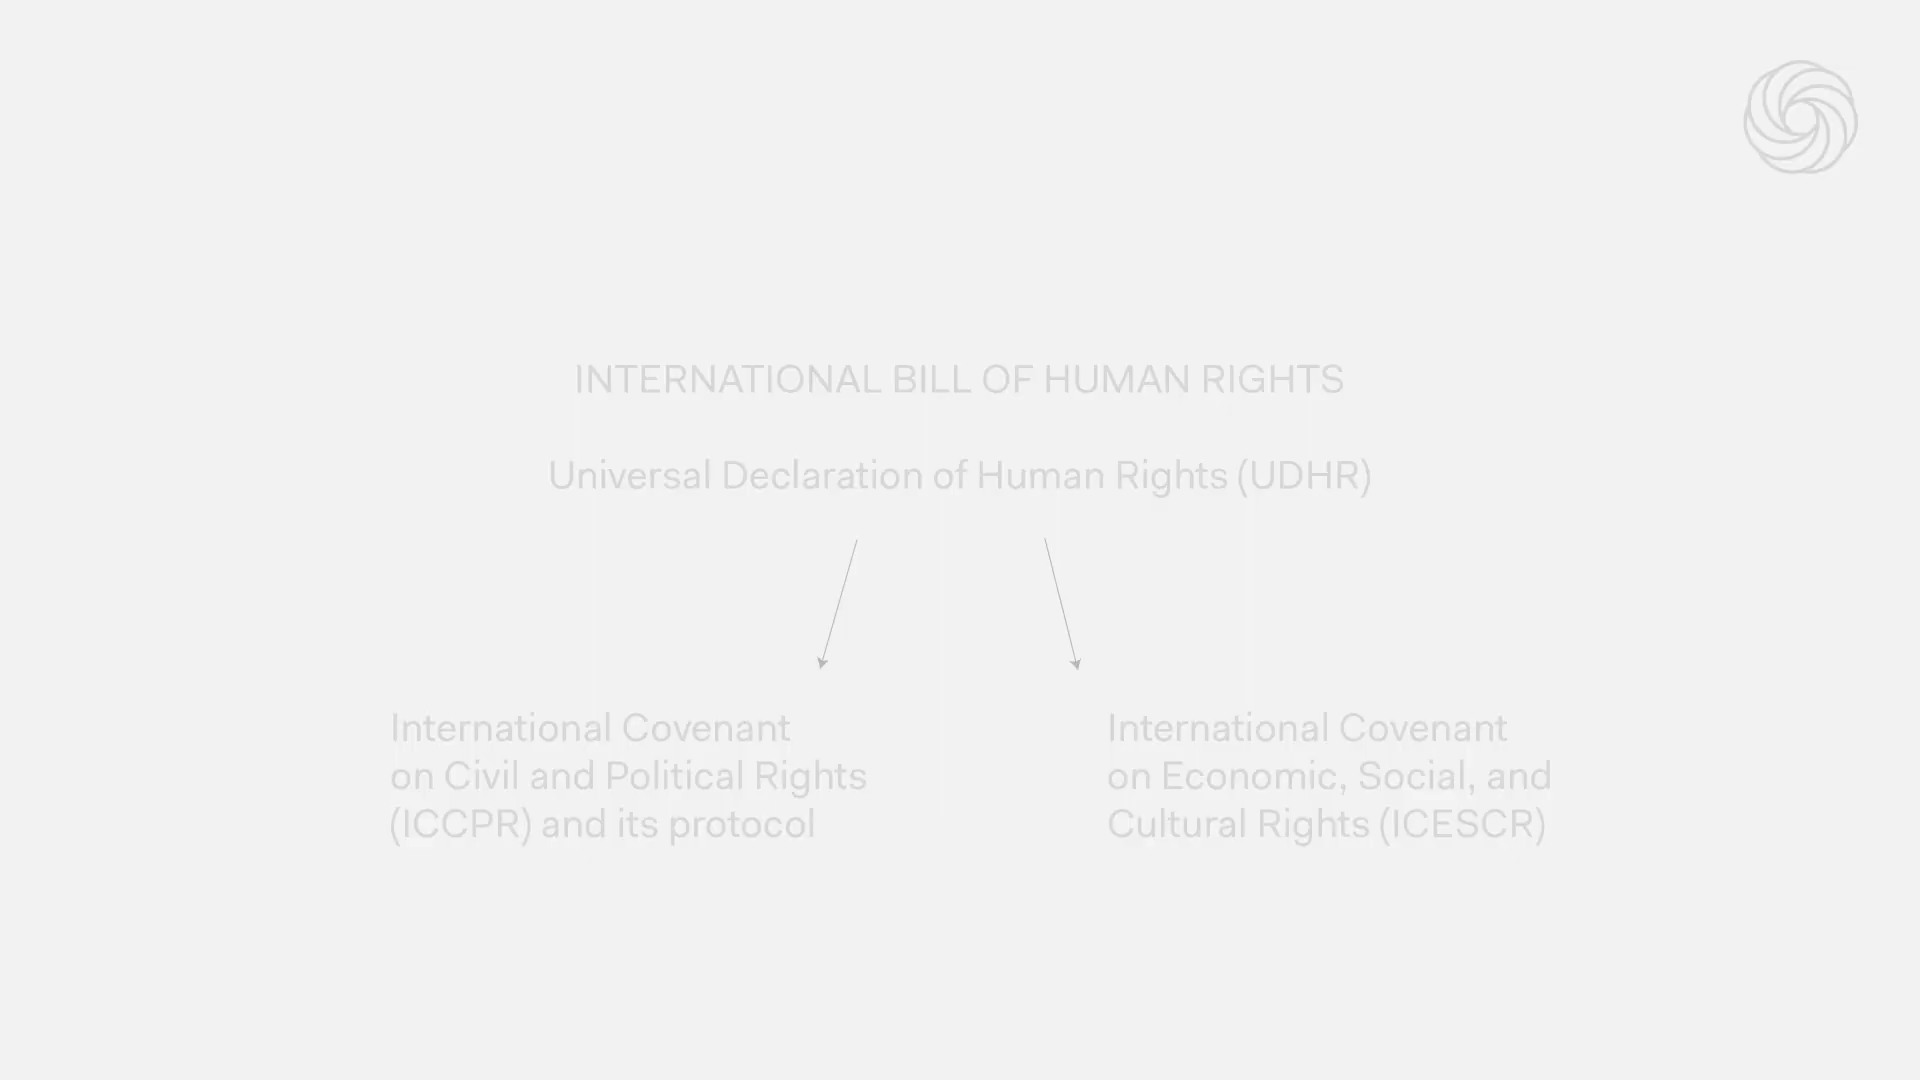 INTERNATIONAL BILL OF HUMAN RIGHTS
Universal Declaration of Human Rights (UDHR)
International Covenant
on Civil and Political Rights
(ICCPR) and its protocol
International Covenant
on Economic, Social, and
Cultural Rights (ICESCR)